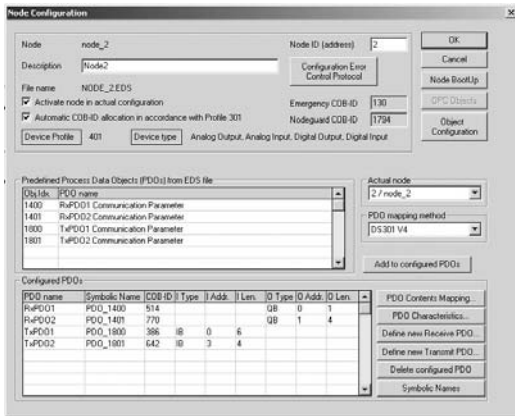 Node Configuration
Node node_2 Node ID (address) 2
OK
Description Node2
Configuration Error Control Protocol
Cancel
Node BootUp
File name NODE_2.EDS
Activate node in actual configuration
Emergency COB-ID 130
OPC Objects
Automatic COB-ID allocation in accordance with Profile 301
Nodeguard COB-ID 1794
Object Configuration
Device Profile 401 Device type Analog Output, Analog Input, Digital Output, Digital Input
Predefined Process Data Objects (PDOs) from EDS file
Obj.Idx. PDO name
1400 RxPDO1 Communication Parameter
1401 RxPDO2 Communication Parameter
1800 TxPDO1 Communication Parameter
1801 TxPDO2 Communication Parameter
Actual node
2 / node_2
PDO mapping method
DS301 V4
Add to configured PDOs
Configured PDOs
PDO name Symbolic Name COB-ID I Type I Addr. I Len. Q Type O Addr. O Len.
RxPDO1 PDO_1400 514 QB 0 1
RxPDO2 PDO_1401 770 QB 1 4
TxPDO1 PDO_1800 386 IB 0 6
TxPDO2 PDO_1801 642 IB 3 4
PDO Contents Mapping...
PDO Characteristics...
Define new Receive PDO...
Define new Transmit PDO...
Delete configured PDO
Symbolic Names